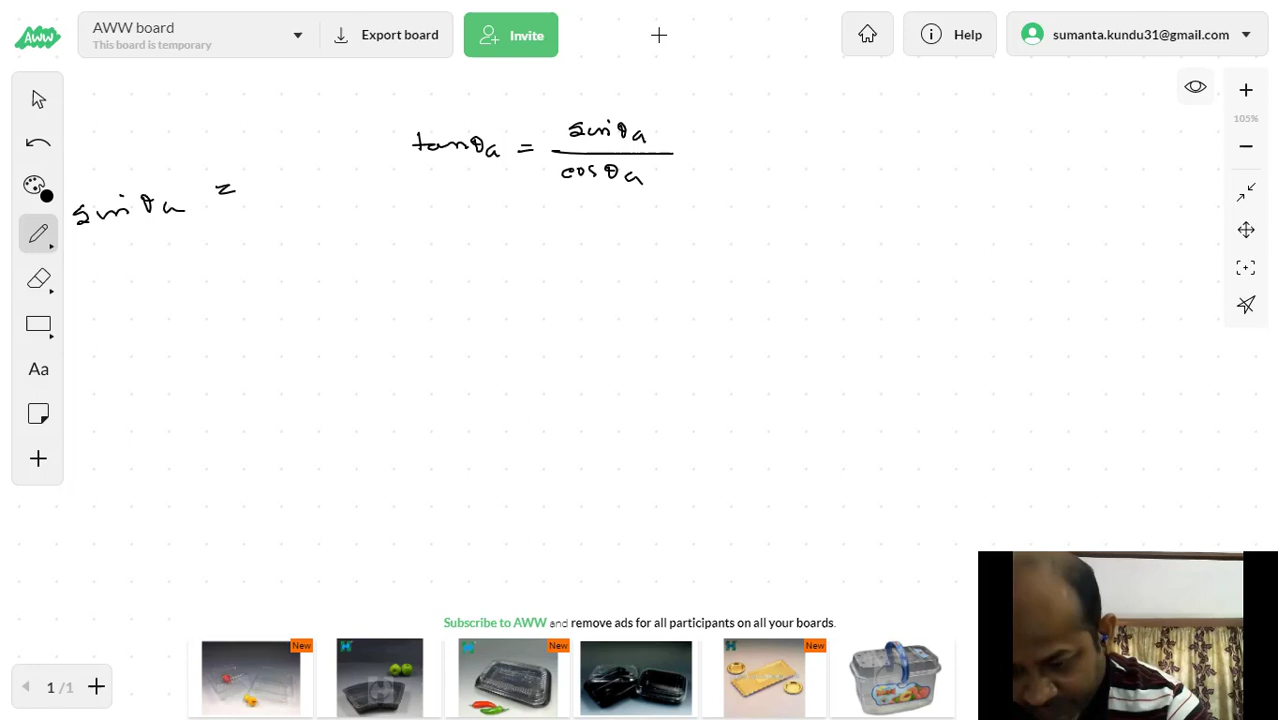 AWW
AWW board
This board is temporary
Export board
Invite
Help
sumanta.kundu31@gmail.com
105%
tanθa = sinθa / cosθa
sinθa =
Aa
Subscribe to AWW and remove ads for all participants on all your boards.
New
New
New
1 /1